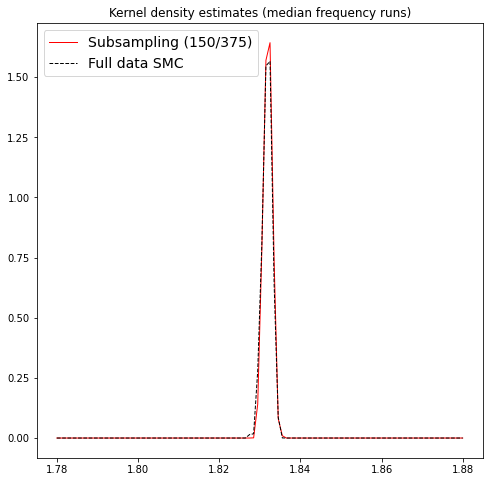 Kernel density estimates (median frequency runs)
Subsampling (150/375)
Full data SMC
1.50
1.25
1.00
0.75
0.50
0.25
0.00
1.78 1.80 1.82 1.84 1.86 1.88